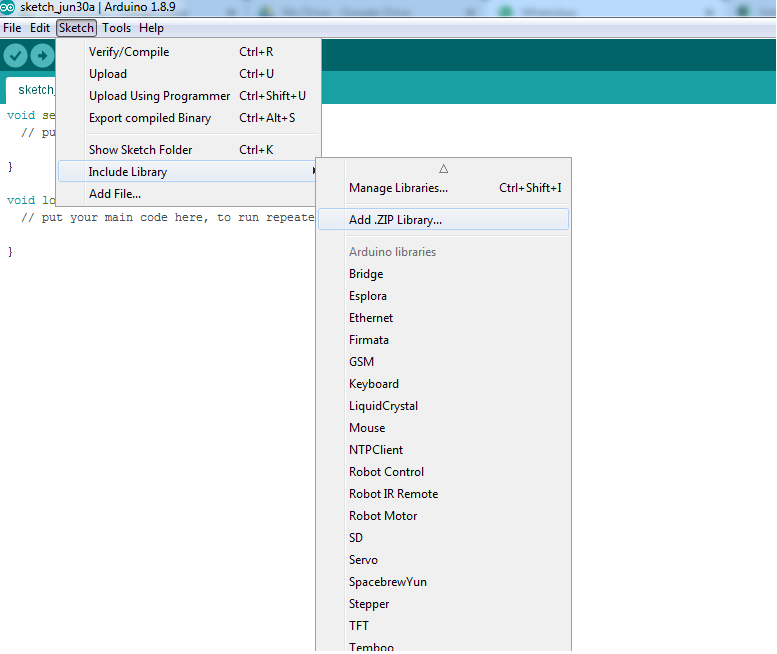 sketch_jun30a | Arduino 1.8.9
File Edit Sketch Tools Help
Verify/Compile Ctrl+R
Upload Ctrl+U
Upload Using Programmer Ctrl+Shift+U
Export compiled Binary Ctrl+Alt+S
Show Sketch Folder Ctrl+K
Include Library
Add File...
sketch_
void se
// pu
}
void lo
// put your main code here, to run repeate
}
Manage Libraries... Ctrl+Shift+I
Add .ZIP Library...
Arduino libraries
Bridge
Esplora
Ethernet
Firmata
GSM
Keyboard
LiquidCrystal
Mouse
NTPClient
Robot Control
Robot IR Remote
Robot Motor
SD
Servo
SpacebrewYun
Stepper
TFT
Temboo